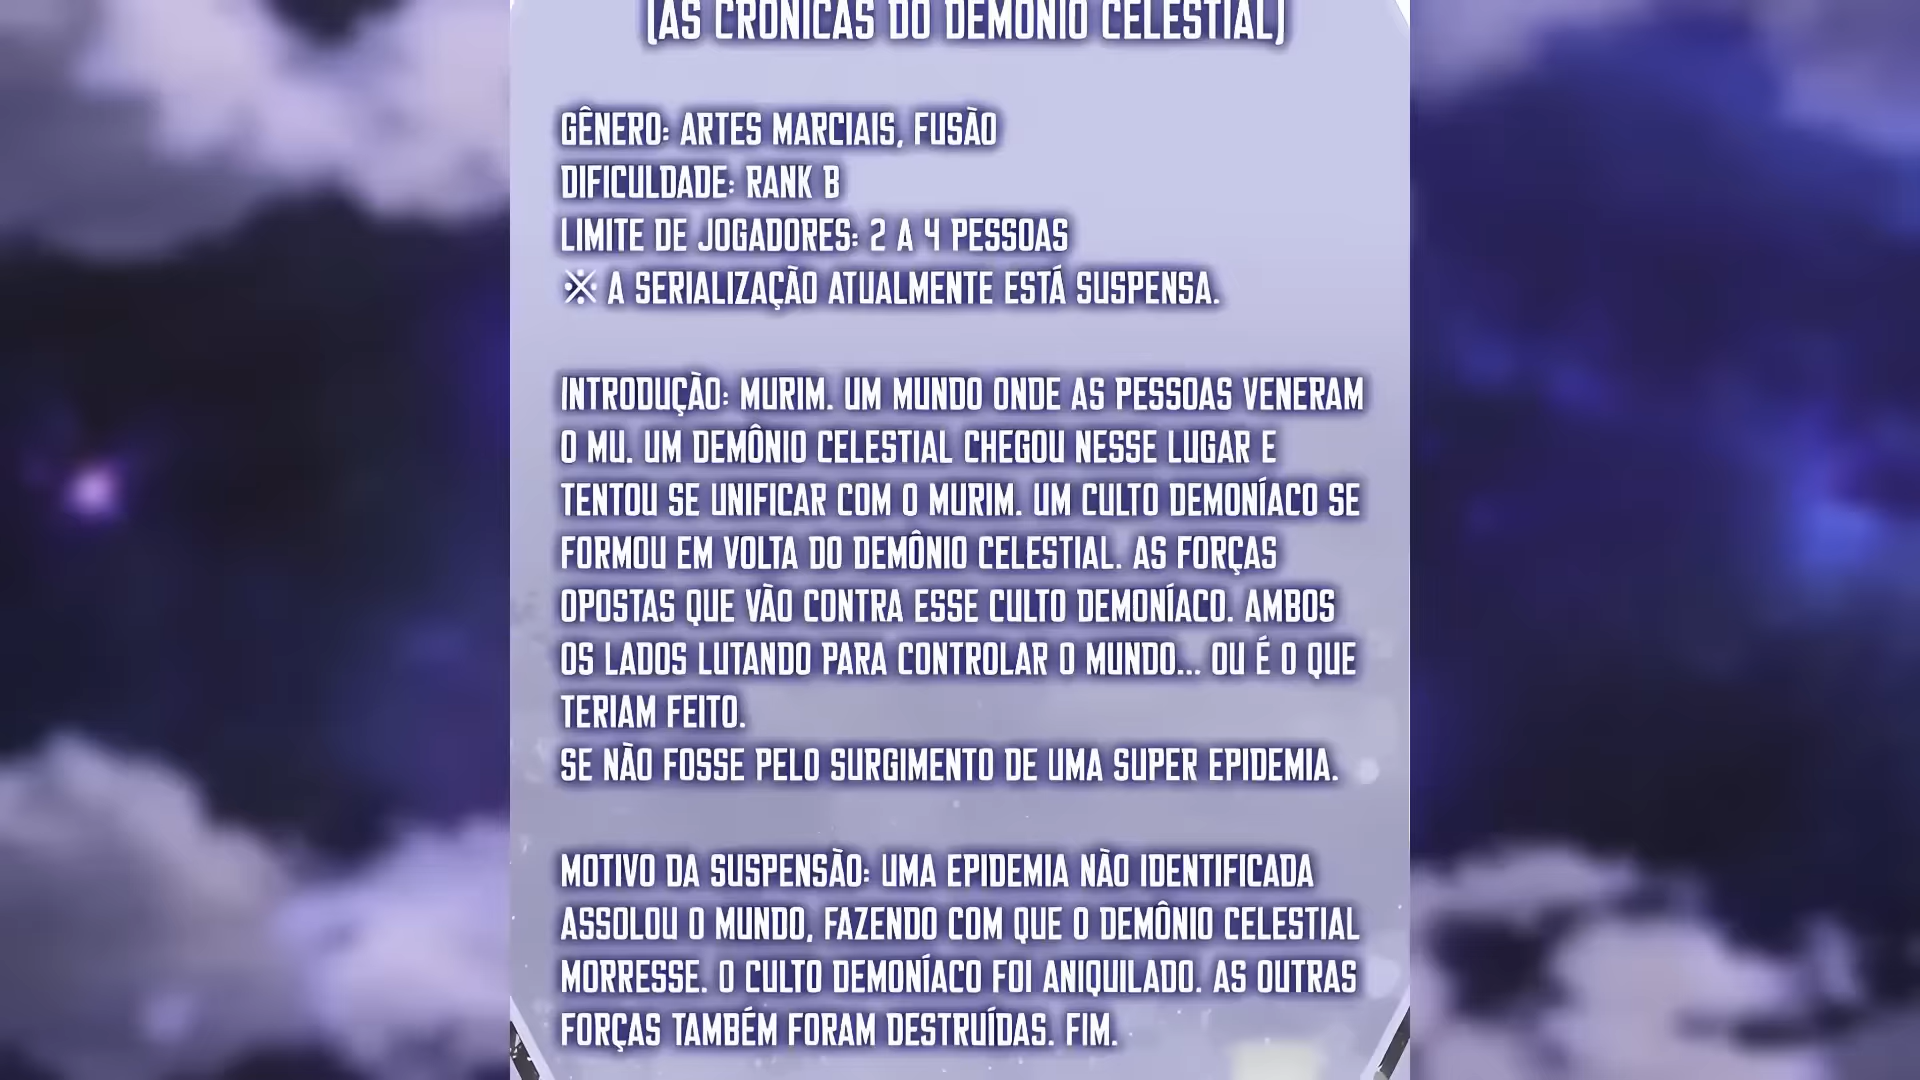 [AS CRÔNICAS DO DEMÔNIO CELESTIAL]
GÊNERO: ARTES MARCIAIS, FUSÃO
DIFICULDADE: RANK B
LIMITE DE JOGADORES: 2 A 4 PESSOAS
※ A SERIALIZAÇÃO ATUALMENTE ESTÁ SUSPENSA.
INTRODUÇÃO: MURIM. UM MUNDO ONDE AS PESSOAS VENERAM
O MU. UM DEMÔNIO CELESTIAL CHEGOU NESSE LUGAR E
TENTOU SE UNIFICAR COM O MURIM. UM CULTO DEMONÍACO SE
FORMOU EM VOLTA DO DEMÔNIO CELESTIAL. AS FORÇAS
OPOSTAS QUE VÃO CONTRA ESSE CULTO DEMONÍACO. AMBOS
OS LADOS LUTANDO PARA CONTROLAR O MUNDO... OU É O QUE
TERIAM FEITO.
SE NÃO FOSSE PELO SURGIMENTO DE UMA SUPER EPIDEMIA.
MOTIVO DA SUSPENSÃO: UMA EPIDEMIA NÃO IDENTIFICADA
ASSOLOU O MUNDO, FAZENDO COM QUE O DEMÔNIO CELESTIAL
MORRESSE. O CULTO DEMONÍACO FOI ANIQUILADO. AS OUTRAS
FORÇAS TAMBÉM FORAM DESTRUÍDAS. FIM.